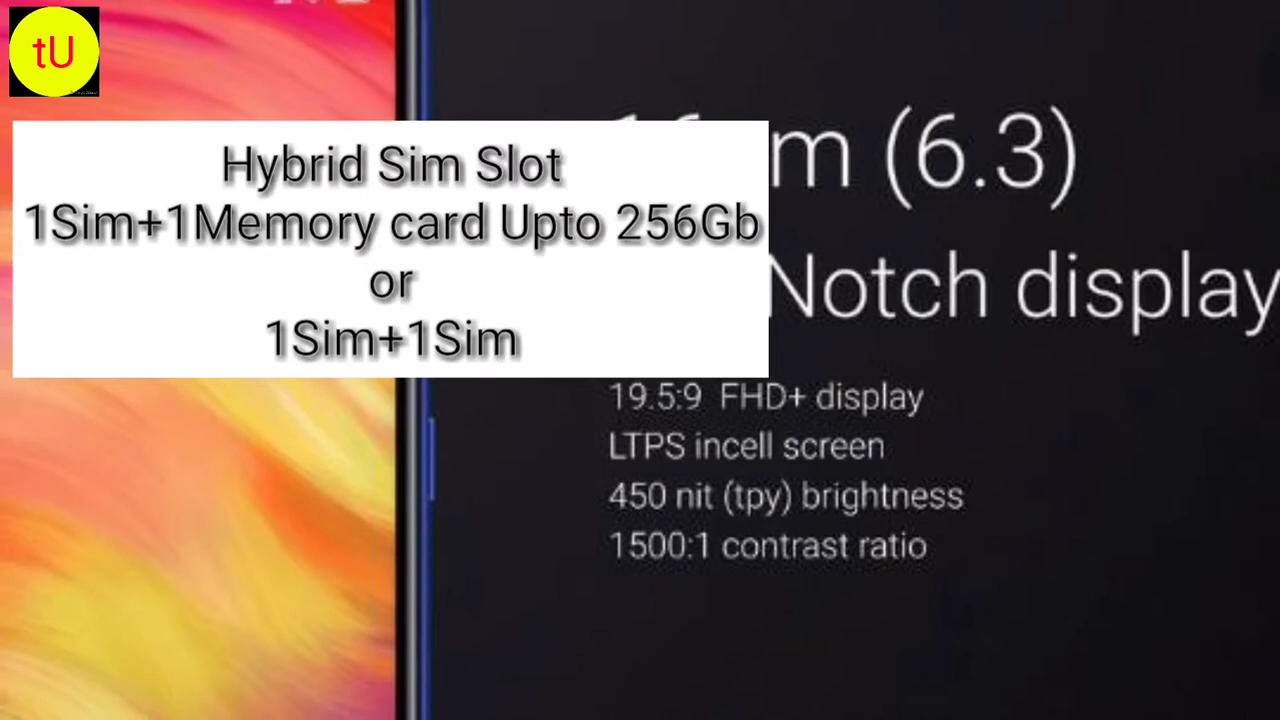 tU
Hybrid Sim Slot
1Sim+1Memory card Upto 256Gb
or
1Sim+1Sim
m (6.3)
Notch display
19.5:9 FHD+ display
LTPS incell screen
450 nit (tpy) brightness
1500:1 contrast ratio